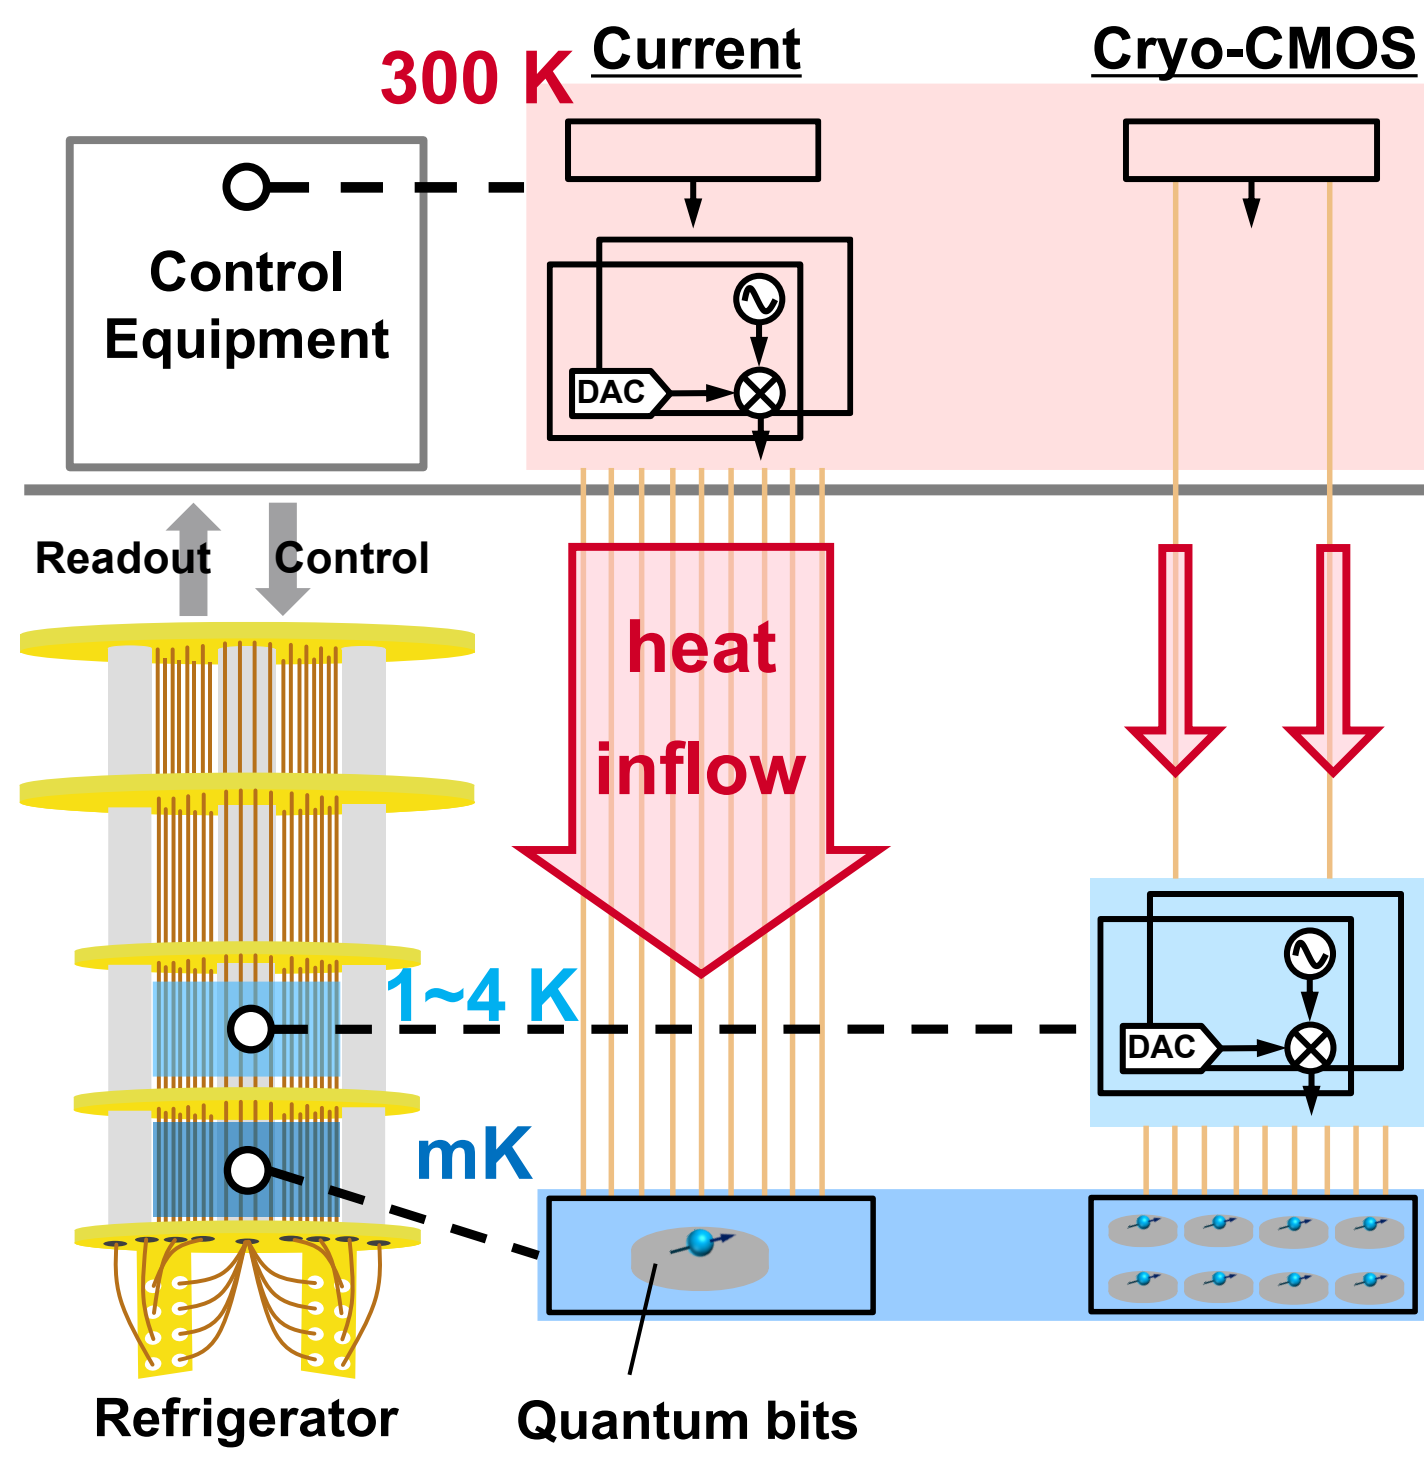 Current
Cryo-CMOS
300 K
Control
Equipment
DAC
Readout
Control
heat
inflow
1~4 K
DAC
mK
Refrigerator
Quantum bits